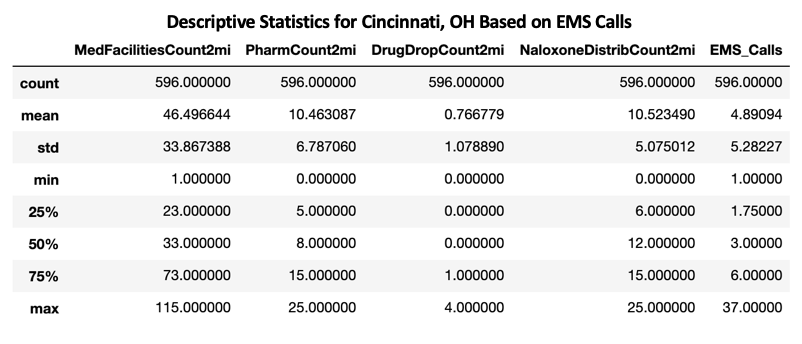 Descriptive Statistics for Cincinnati, OH Based on EMS Calls
MedFacilitiesCount2mi PharmCount2mi DrugDropCount2mi NaloxoneDistribCount2mi EMS_Calls
count 596.000000 596.000000 596.000000 596.000000 596.00000
mean 46.496644 10.463087 0.766779 10.523490 4.89094
std 33.867388 6.787060 1.078890 5.075012 5.28227
min 1.000000 0.000000 0.000000 0.000000 1.00000
25% 23.000000 5.000000 0.000000 6.000000 1.75000
50% 33.000000 8.000000 0.000000 12.000000 3.00000
75% 73.000000 15.000000 1.000000 15.000000 6.00000
max 115.000000 25.000000 4.000000 25.000000 37.00000